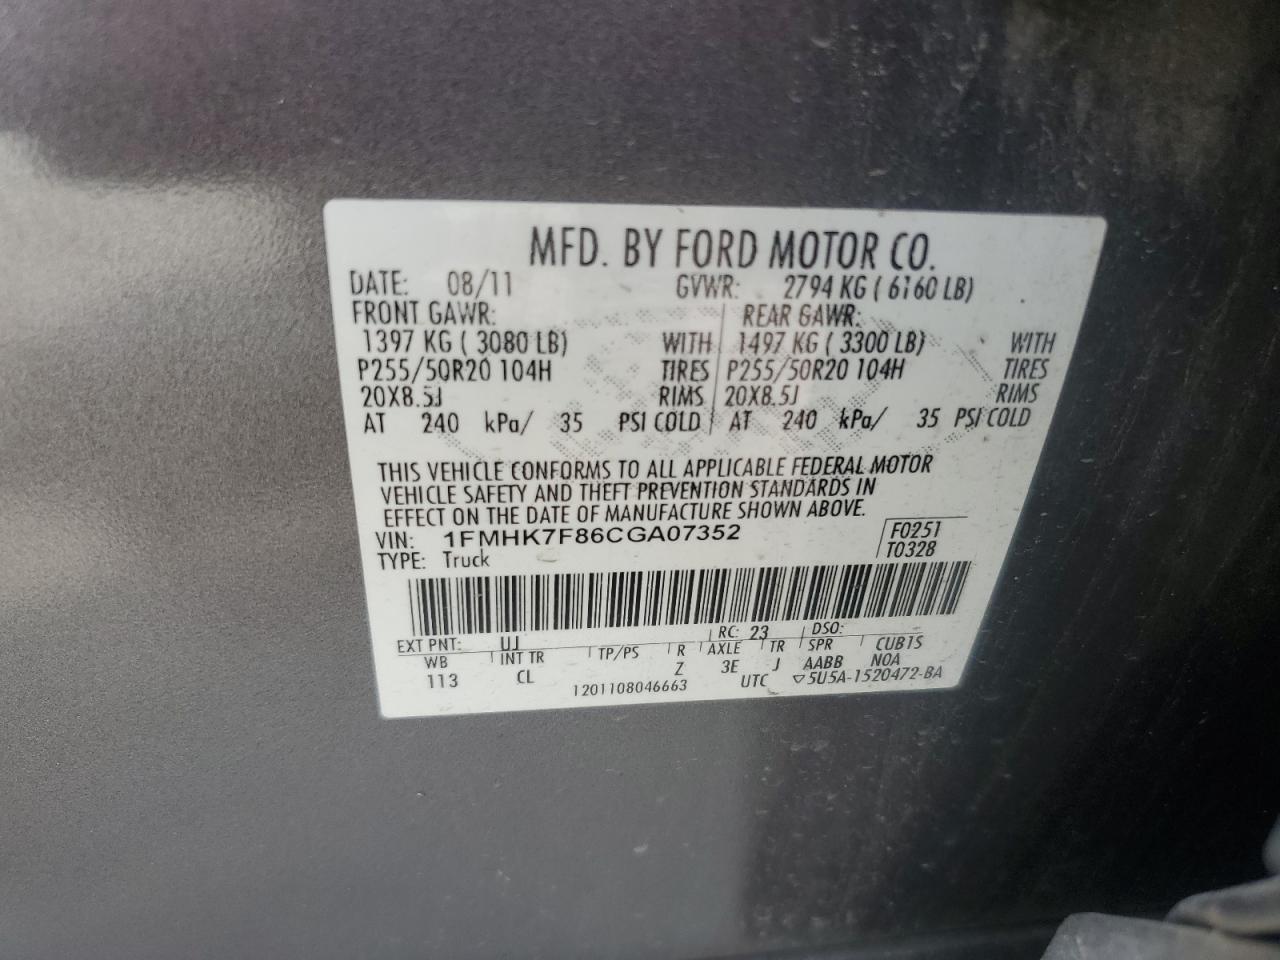 MFD. BY FORD MOTOR CO.
DATE: 08/11 GVWR: 2794 KG ( 6160 LB)
FRONT GAWR: REAR GAWR:
1397 KG ( 3080 LB) WITH 1497 KG ( 3300 LB) WITH
P255/50R20 104H TIRES P255/50R20 104H TIRES
20X8.5J RIMS 20X8.5J RIMS
AT 240 kPa/ 35 PSI COLD AT 240 kPa/ 35 PSI COLD
THIS VEHICLE CONFORMS TO ALL APPLICABLE FEDERAL MOTOR
VEHICLE SAFETY AND THEFT PREVENTION STANDARDS IN
EFFECT ON THE DATE OF MANUFACTURE SHOWN ABOVE.
VIN: 1FMHK7F86CGA07352 F0251
TYPE: Truck T0328
EXT PNT: UJ RC: 23 DSO:
WB INT TR TP/PS R AXLE TR SPR CUBTS
113 CL Z 3E J AABB NOA
1201108046663 UTC ▽5U5A-1520472-BA